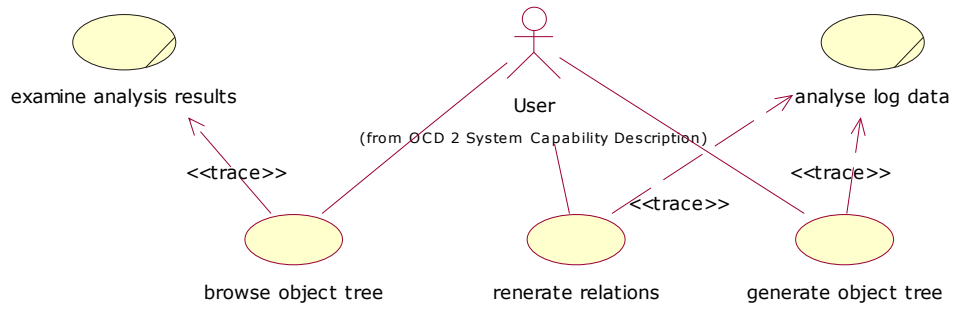 examine analysis results
User
analyse log data
(from OCD 2 System Capability Description)
<<trace>>
<<trace>>
<<trace>>
browse object tree
renerate relations
generate object tree